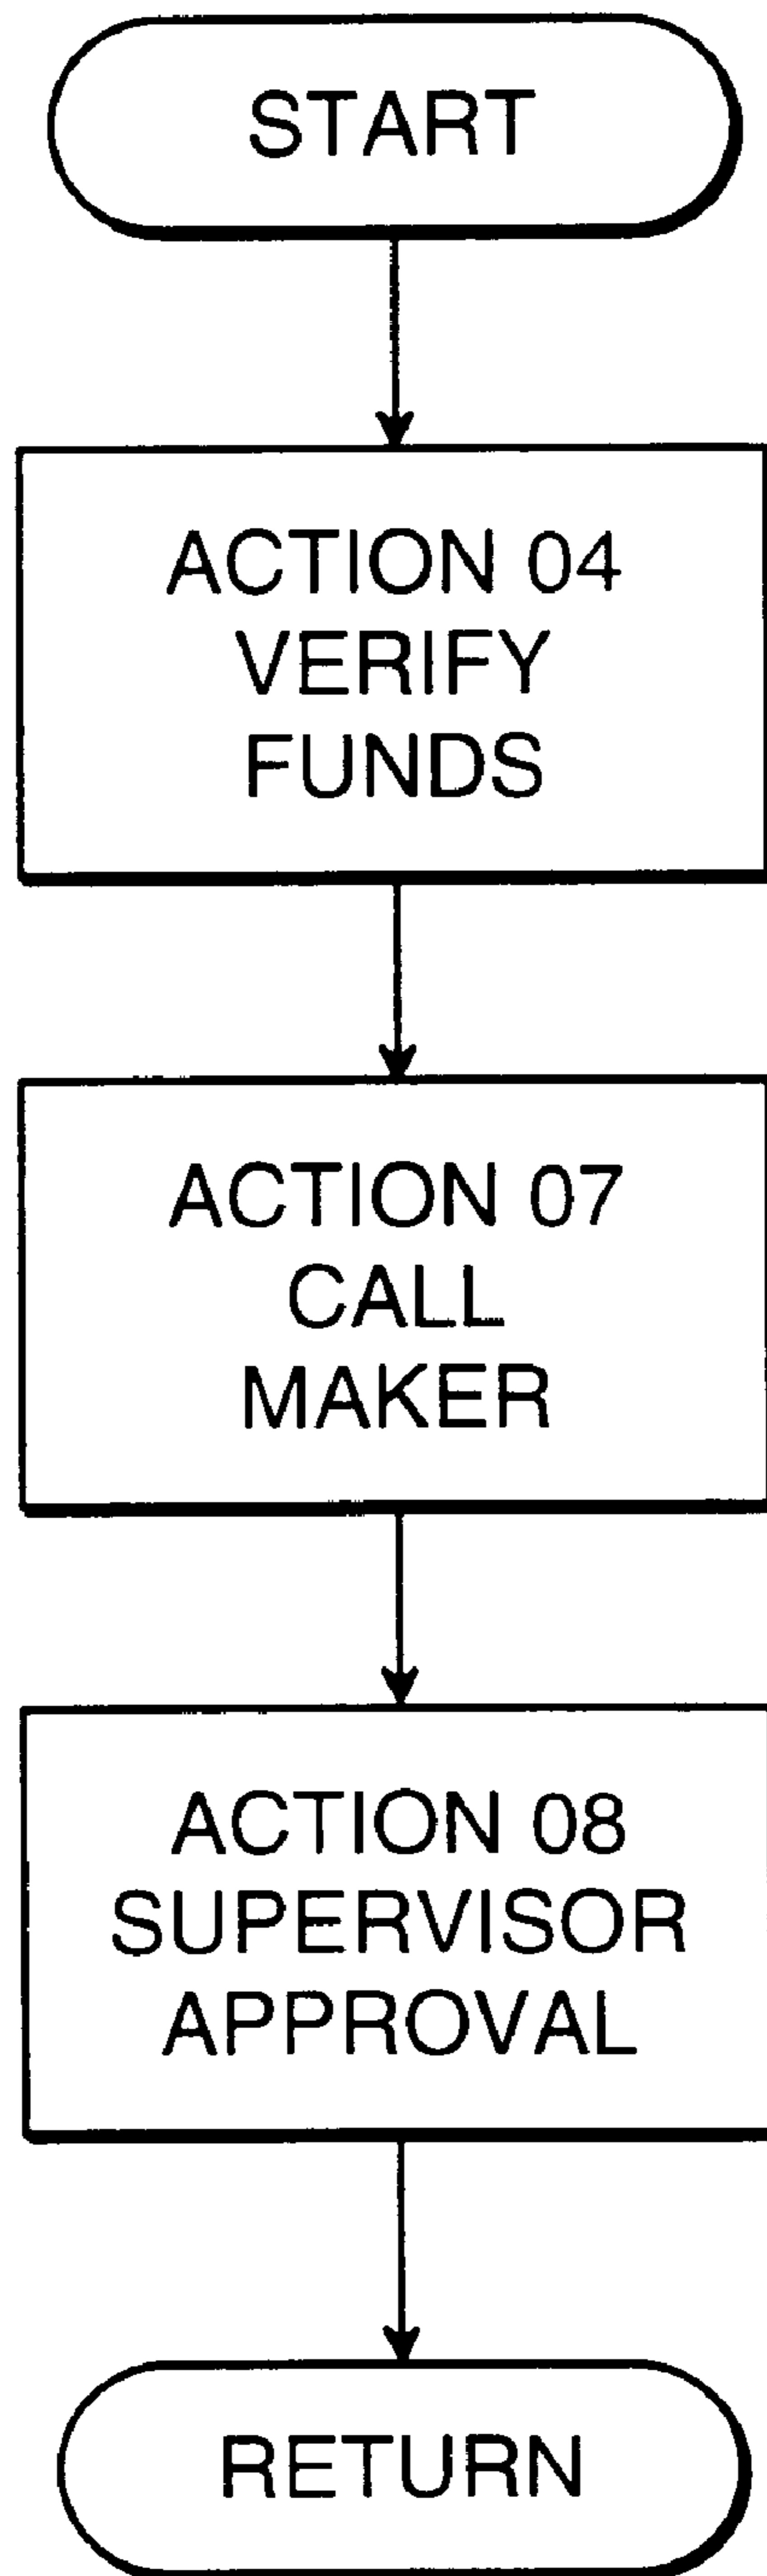 START
ACTION 04
VERIFY
FUNDS
ACTION 07
CALL
MAKER
ACTION 08
SUPERVISOR
APPROVAL
RETURN